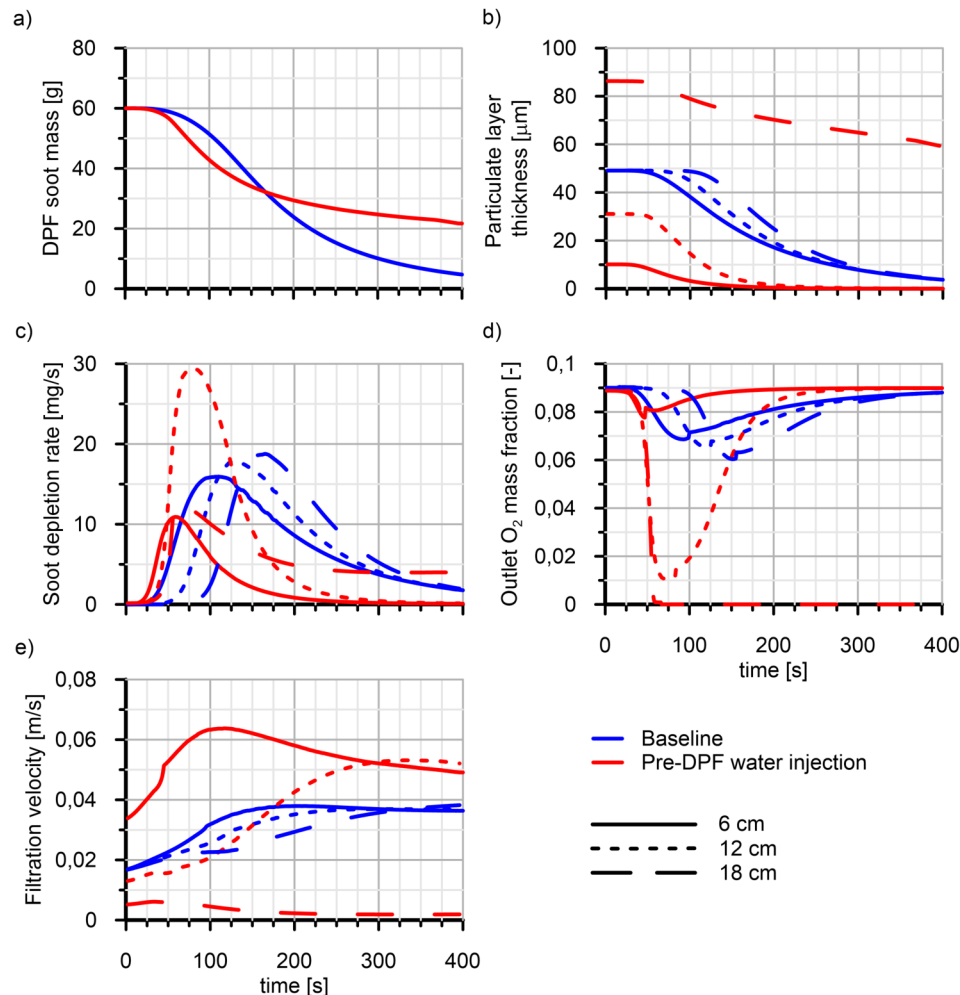 a)
80
60
40
20
0
DPF soot mass [g]
b)
100
80
60
40
20
0
Particulate layer
thickness [μm]
c)
30
20
10
0
Soot depletion rate [mg/s]
d)
0,1
0,08
0,06
0,04
0,02
0
Outlet O₂ mass fraction [-]
0 100 200 300 400
time [s]
e)
0,08
0,06
0,04
0,02
0
Filtration velocity [m/s]
0 100 200 300 400
time [s]
Baseline
Pre-DPF water injection
6 cm
12 cm
18 cm